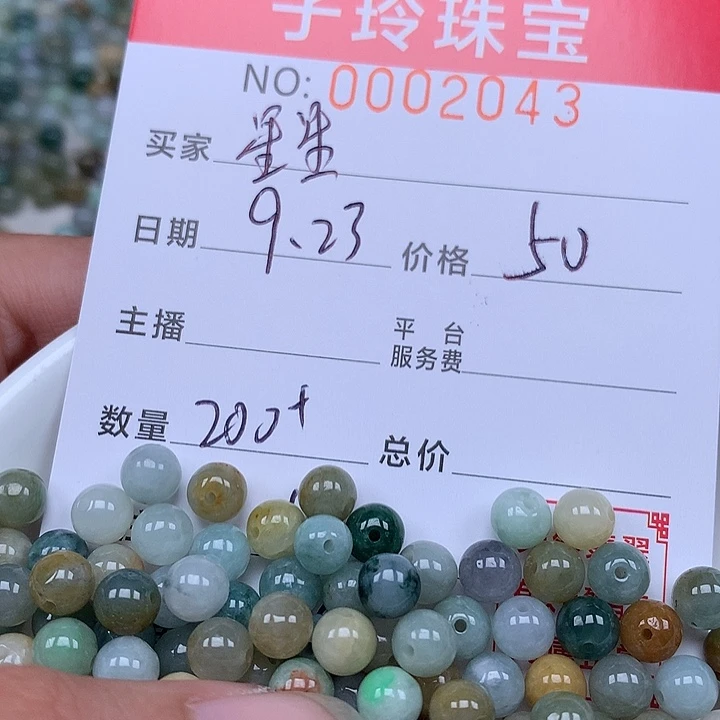 子玲珠宝
NO: 0002043
买家 星星
日期 9.23 价格 50
主播 平台服务费
数量 200+ 总价